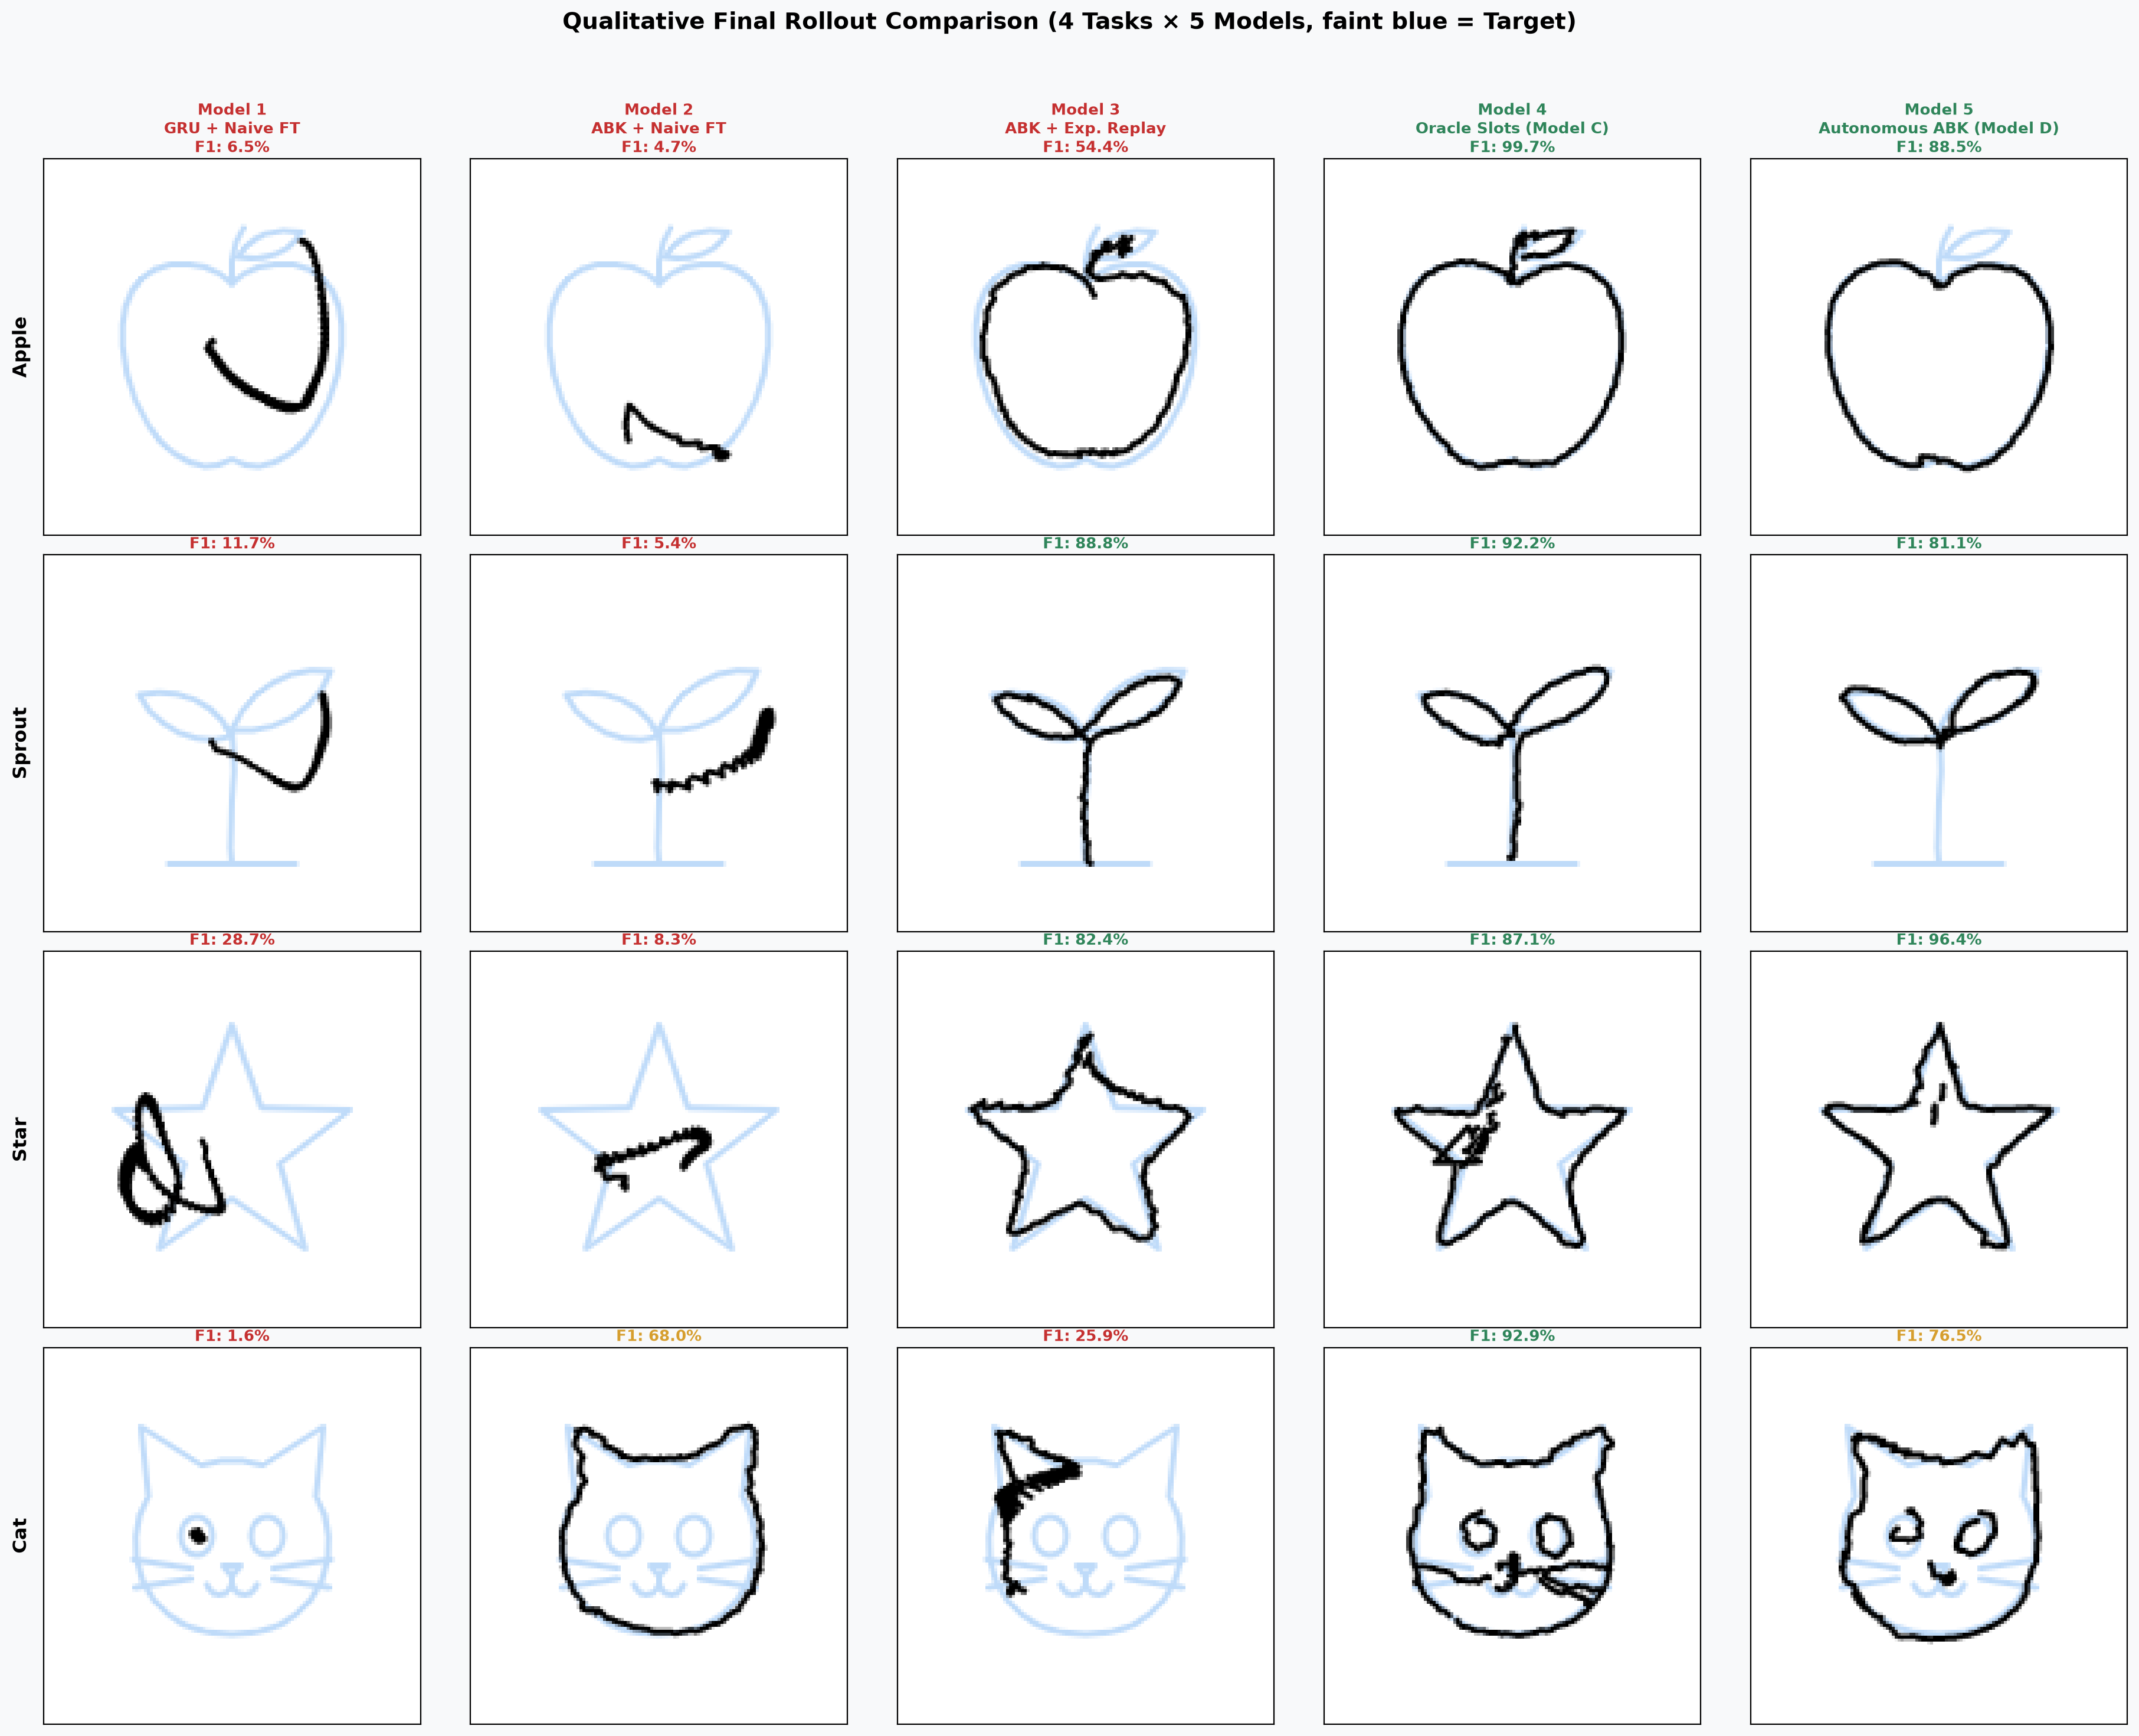 Qualitative Final Rollout Comparison (4 Tasks × 5 Models, faint blue = Target)
Model 1
GRU + Naive FT
F1: 6.5%
Model 2
ABK + Naive FT
F1: 4.7%
Model 3
ABK + Exp. Replay
F1: 54.4%
Model 4
Oracle Slots (Model C)
F1: 99.7%
Model 5
Autonomous ABK (Model D)
F1: 88.5%
Apple
F1: 11.7%
F1: 5.4%
F1: 88.8%
F1: 92.2%
F1: 81.1%
Sprout
F1: 28.7%
F1: 8.3%
F1: 82.4%
F1: 87.1%
F1: 96.4%
Star
F1: 1.6%
F1: 68.0%
F1: 25.9%
F1: 92.9%
F1: 76.5%
Cat